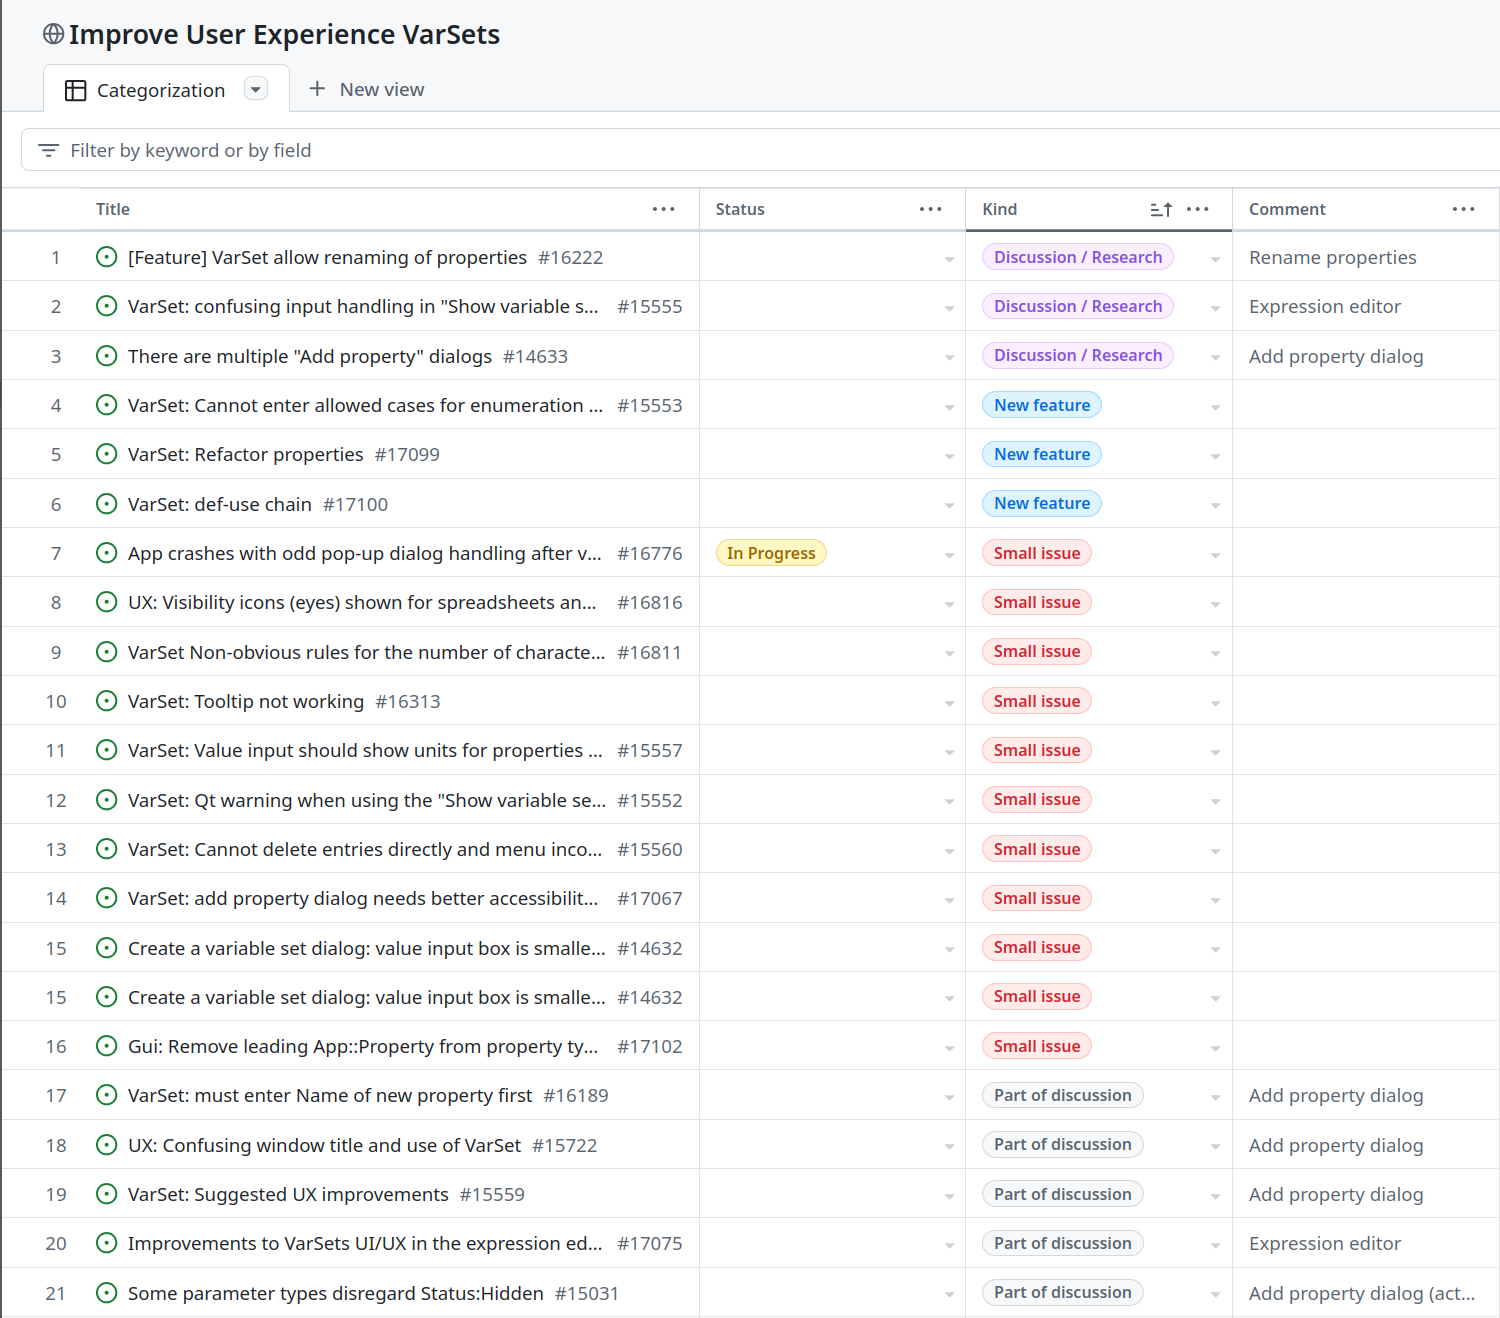 Improve User Experience VarSets
Categorization
New view
Filter by keyword or by field
Title Status Kind Comment
1 [Feature] VarSet allow renaming of properties #16222 Discussion / Research Rename properties
2 VarSet: confusing input handling in "Show variable s... #15555 Discussion / Research Expression editor
3 There are multiple "Add property" dialogs #14633 Discussion / Research Add property dialog
4 VarSet: Cannot enter allowed cases for enumeration ... #15553 New feature
5 VarSet: Refactor properties #17099 New feature
6 VarSet: def-use chain #17100 New feature
7 App crashes with odd pop-up dialog handling after v... #16776 In Progress Small issue
8 UX: Visibility icons (eyes) shown for spreadsheets an... #16816 Small issue
9 VarSet Non-obvious rules for the number of characte... #16811 Small issue
10 VarSet: Tooltip not working #16313 Small issue
11 VarSet: Value input should show units for properties ... #15557 Small issue
12 VarSet: Qt warning when using the "Show variable se... #15552 Small issue
13 VarSet: Cannot delete entries directly and menu inco... #15560 Small issue
14 VarSet: add property dialog needs better accessibilit... #17067 Small issue
15 Create a variable set dialog: value input box is smalle... #14632 Small issue
15 Create a variable set dialog: value input box is smalle... #14632 Small issue
16 Gui: Remove leading App::Property from property ty... #17102 Small issue
17 VarSet: must enter Name of new property first #16189 Part of discussion Add property dialog
18 UX: Confusing window title and use of VarSet #15722 Part of discussion Add property dialog
19 VarSet: Suggested UX improvements #15559 Part of discussion Add property dialog
20 Improvements to VarSets UI/UX in the expression ed... #17075 Part of discussion Expression editor
21 Some parameter types disregard Status:Hidden #15031 Part of discussion Add property dialog (act...